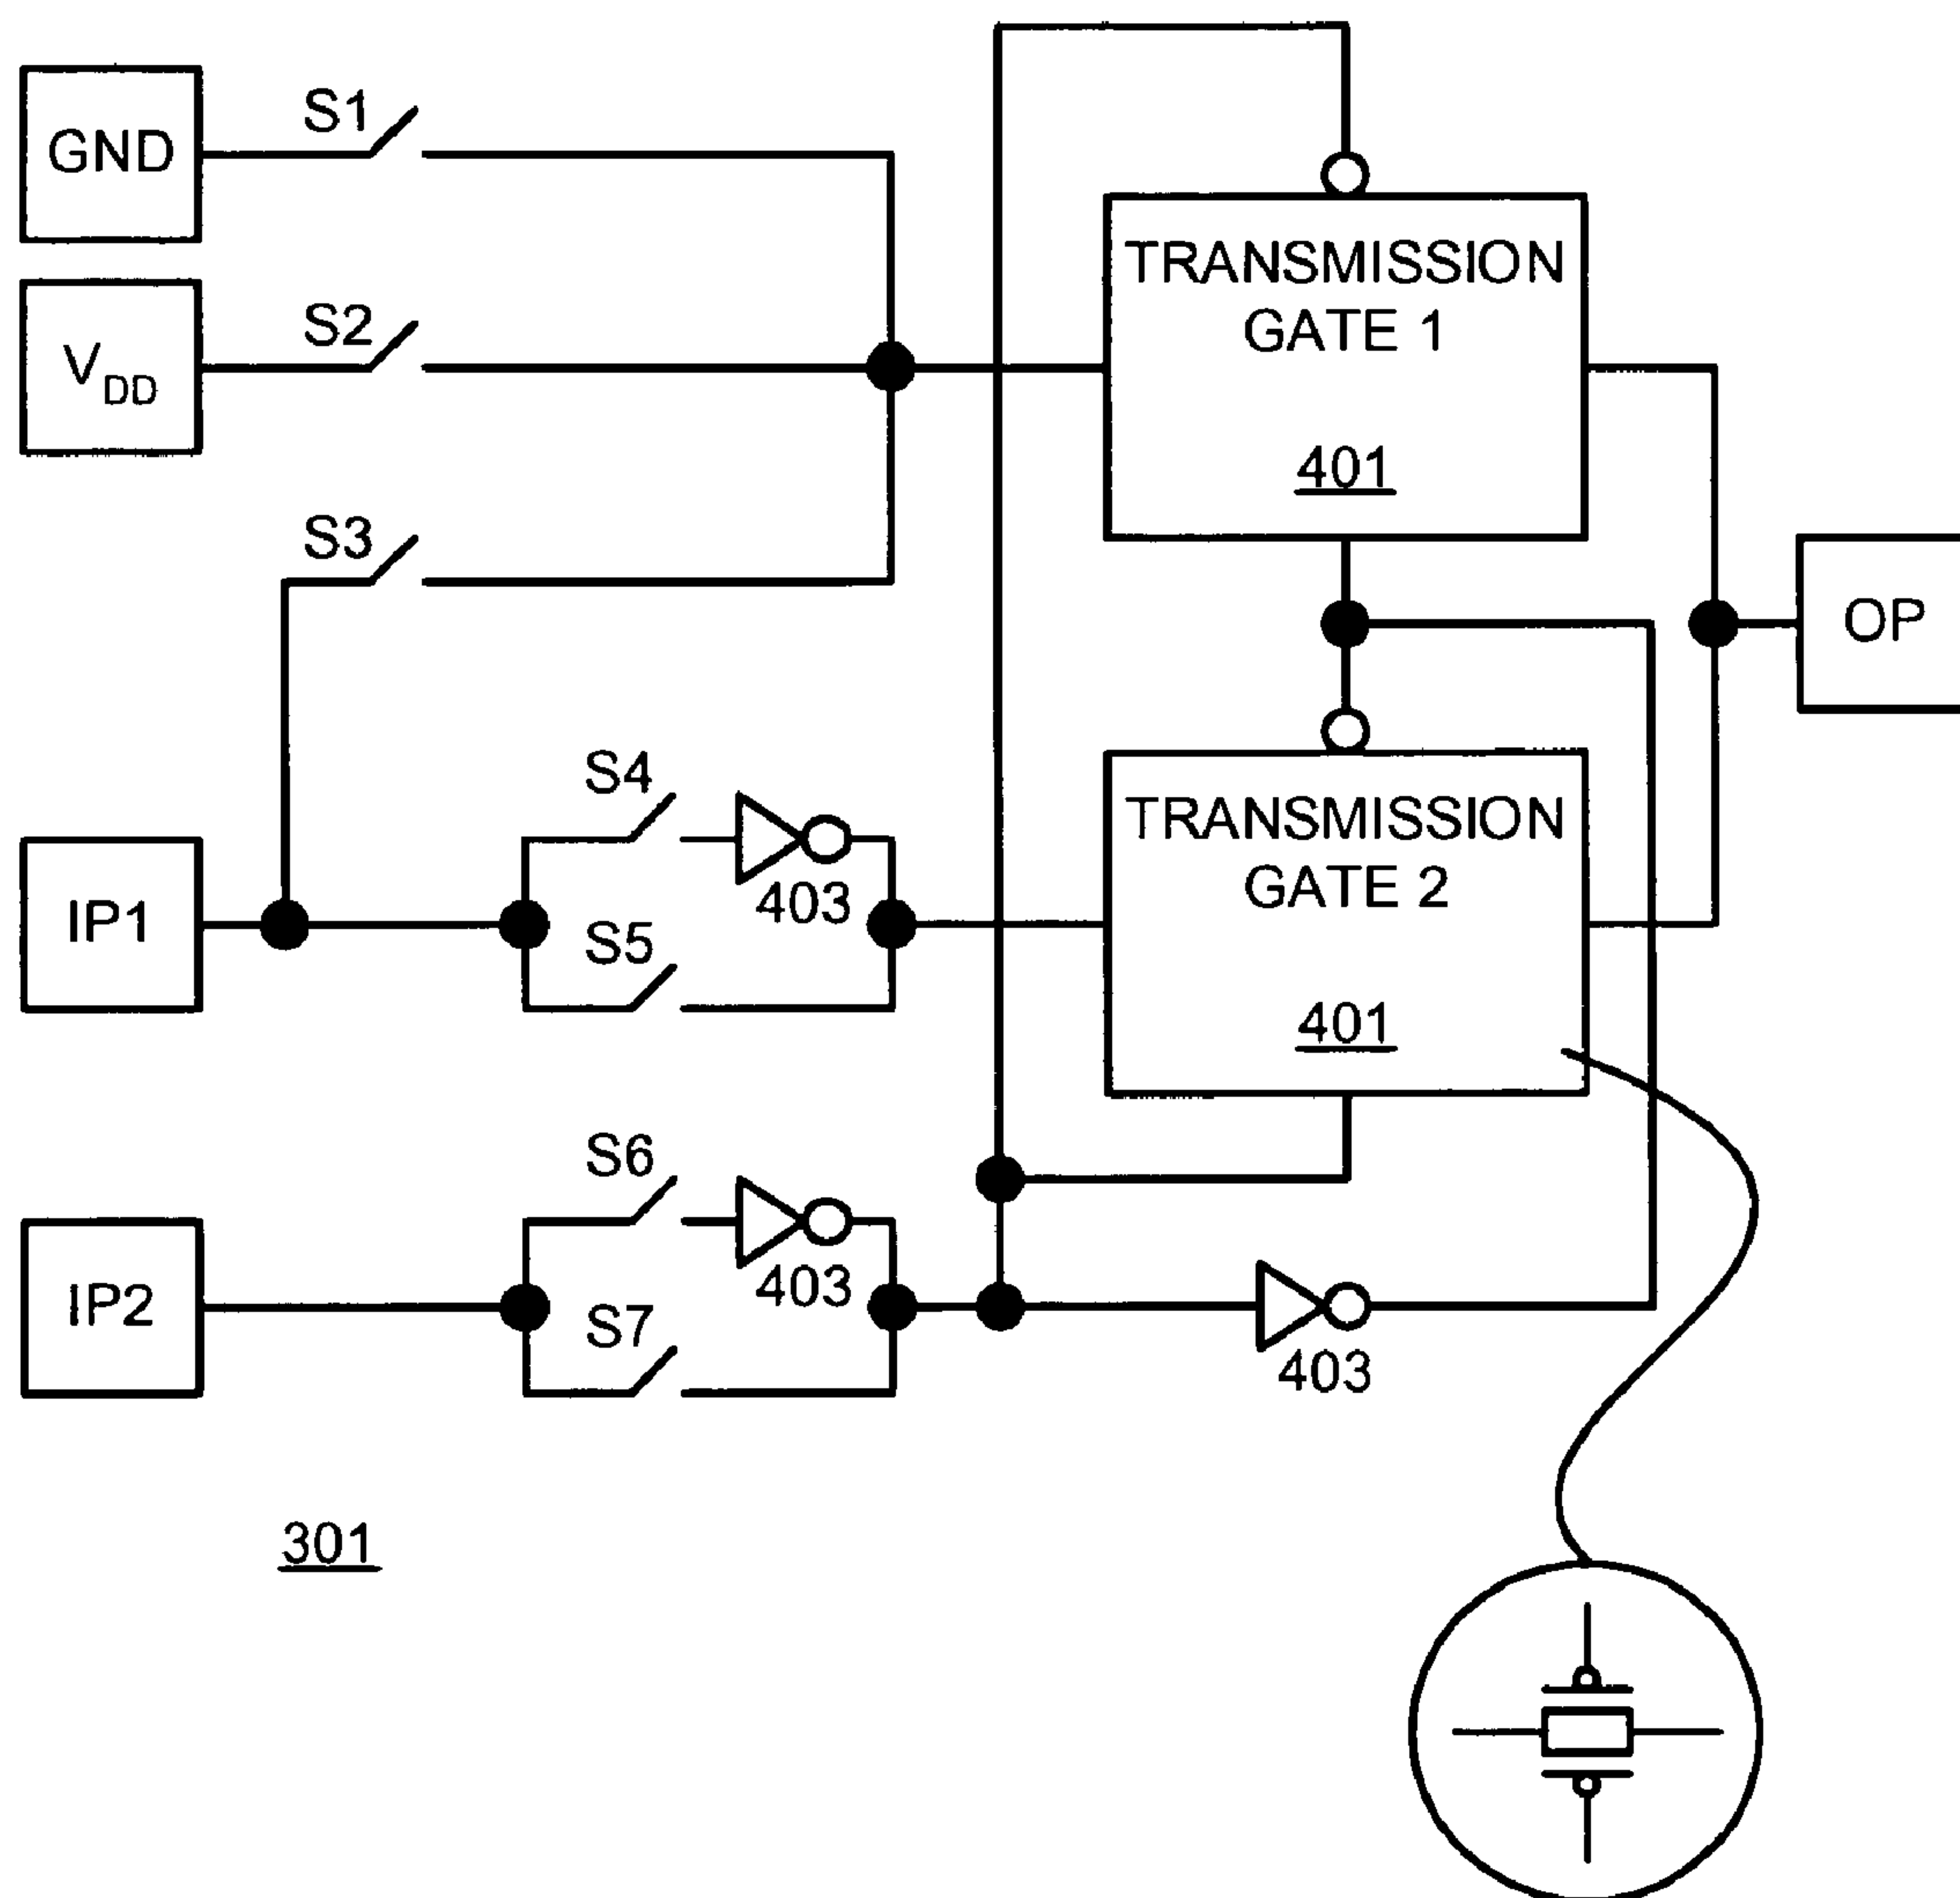 GND
S1
V_DD
S2
S3
TRANSMISSION
GATE 1
401
OP
IP1
S4
403
S5
TRANSMISSION
GATE 2
401
IP2
S6
403
S7
403
301